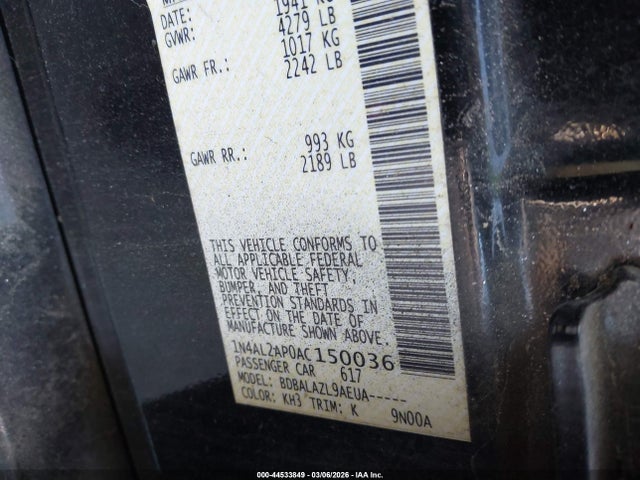 DATE: 1941 KG
GVWR: 4279 LB
GAWR FR.: 1017 KG
2242 LB
GAWR RR.: 993 KG
2189 LB
THIS VEHICLE CONFORMS TO
ALL APPLICABLE FEDERAL
MOTOR VEHICLE SAFETY,
BUMPER, AND THEFT
PREVENTION STANDARDS IN
EFFECT ON THE DATE OF
MANUFACTURE SHOWN ABOVE.
1N4AL2AP0AC150036
PASSENGER CAR 617
MODEL: BDBALAZL9AEUA-----
COLOR: KH3 TRIM: K 9N00A
000-44533849 - 03/06/2026 - IAA Inc.